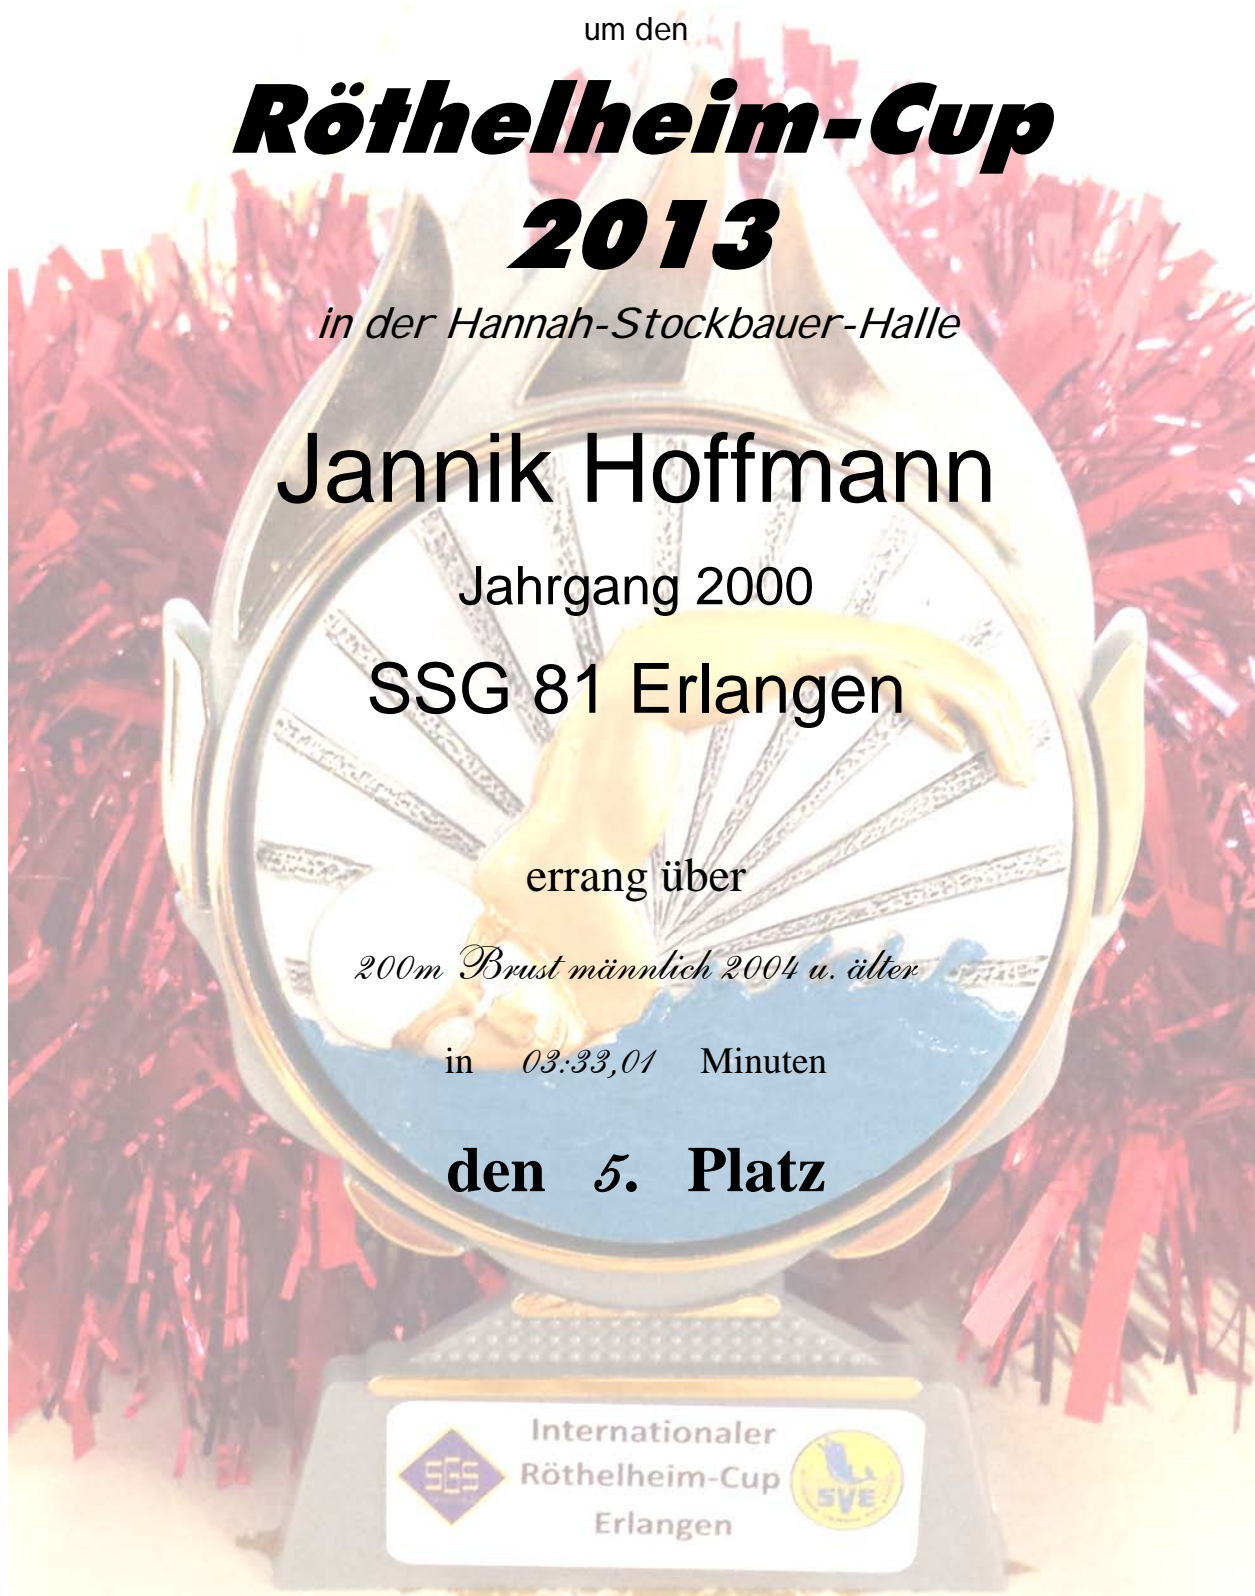 um den
Röthelheim-Cup
2013
in der Hannah-Stockbauer-Halle
Jannik Hoffmann
Jahrgang 2000
SSG 81 Erlangen
errang über
200m Brust männlich 2004 u. älter
in 03:33,01 Minuten
den 5. Platz
Internationaler
SGS Röthelheim-Cup SVE
Erlangen